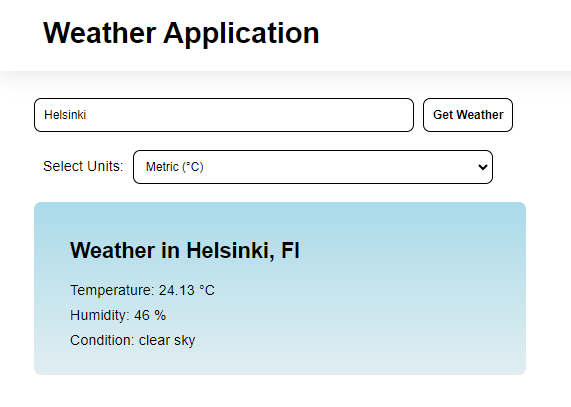 Weather Application
Helsinki
Get Weather
Select Units:
Metric (°C)
Weather in Helsinki, FI
Temperature: 24.13 °C
Humidity: 46 %
Condition: clear sky